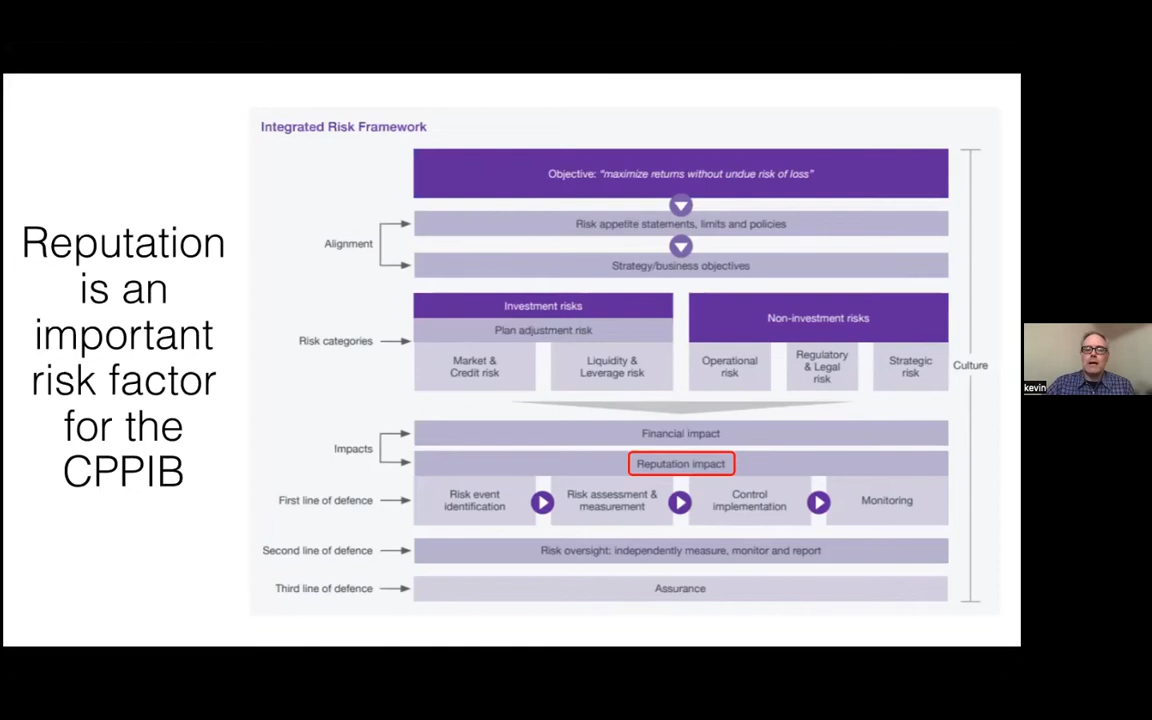 Reputation
is an
important
risk factor
for the
CPPIB
Integrated Risk Framework
Objective: “maximize returns without undue risk of loss”
Alignment
Risk appetite statements, limits and policies
Strategy/business objectives
Risk categories
Investment risks
Plan adjustment risk
Market &
Credit risk
Liquidity &
Leverage risk
Non-investment risks
Operational
risk
Regulatory
& Legal
risk
Strategic
risk
Culture
Impacts
Financial impact
Reputation impact
First line of defence
Risk event
identification
Risk assessment &
measurement
Control
implementation
Monitoring
Second line of defence
Risk oversight: independently measure, monitor and report
Third line of defence
Assurance
kevin